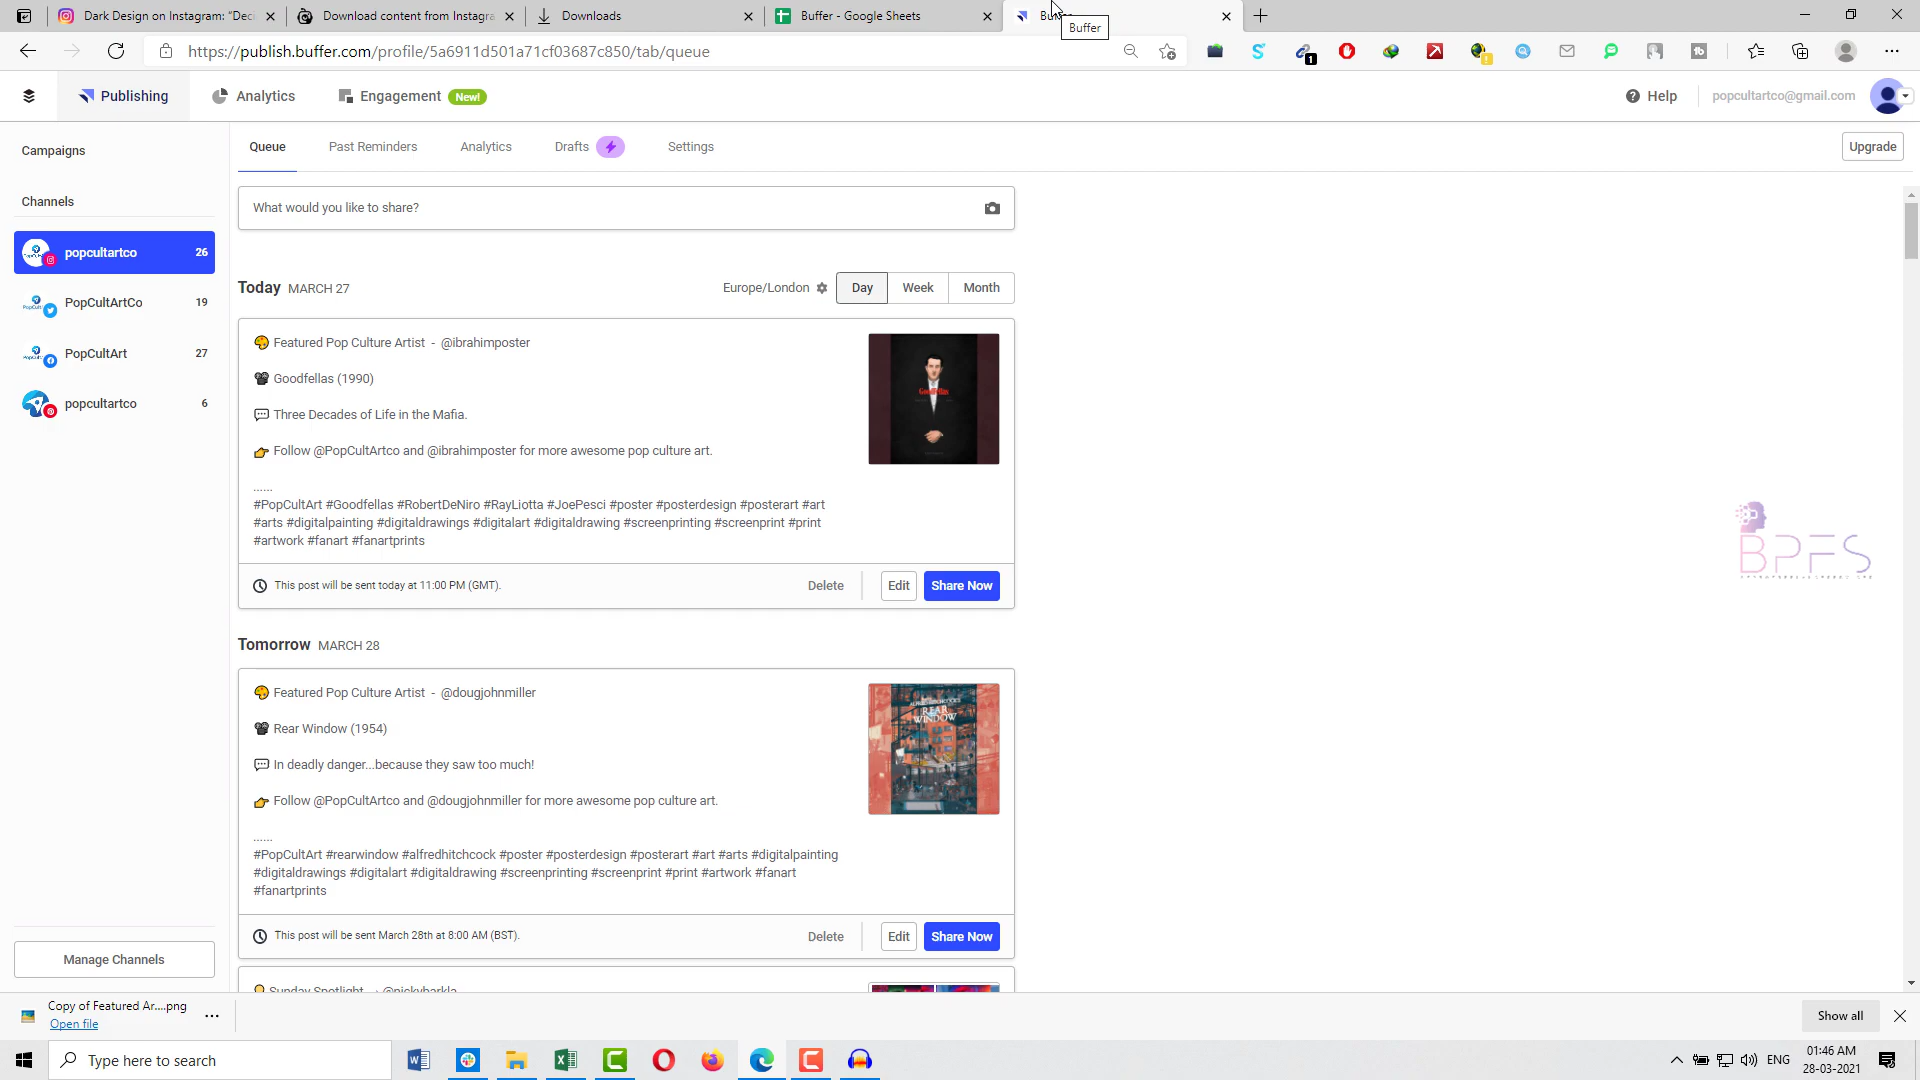 Dark Design on Instagram: “Deci
Download content from Instagra
Downloads
Buffer - Google Sheets
Buffer
https://publish.buffer.com/profile/5a6911d501a71cf03687c850/tab/queue
Publishing
Analytics
Engagement
New!
Help
popcultartco@gmail.com
Campaigns
Queue
Past Reminders
Analytics
Drafts
Settings
Upgrade
Channels
What would you like to share?
popcultartco 26
PopCultArtCo 19
PopCultArt 27
popcultartco 6
Today MARCH 27
Europe/London
Day
Week
Month
Featured Pop Culture Artist - @ibrahimposter
Goodfellas (1990)
Three Decades of Life in the Mafia.
Follow @PopCultArtco and @ibrahimposter for more awesome pop culture art.
......
#PopCultArt #Goodfellas #RobertDeNiro #RayLiotta #JoePesci #poster #posterdesign #posterart #art
#arts #digitalpainting #digitaldrawings #digitalart #digitaldrawing #screenprinting #screenprint #print
#artwork #fanart #fanartprints
This post will be sent today at 11:00 PM (GMT).
Delete
Edit
Share Now
Tomorrow MARCH 28
Featured Pop Culture Artist - @dougjohnmiller
Rear Window (1954)
In deadly danger...because they saw too much!
Follow @PopCultArtco and @dougjohnmiller for more awesome pop culture art.
......
#PopCultArt #rearwindow #alfredhitchcock #poster #posterdesign #posterart #art #arts #digitalpainting
#digitaldrawings #digitalart #digitaldrawing #screenprinting #screenprint #print #artwork #fanart
#fanartprints
REAR
WINDOW
This post will be sent March 28th at 8:00 AM (BST).
Delete
Edit
Share Now
Sunday Spotlight - @nickybarkla
BPFS
Manage Channels
Copy of Featured Ar....png
Open file
Show all
Type here to search
ENG
01:46 AM
28-03-2021